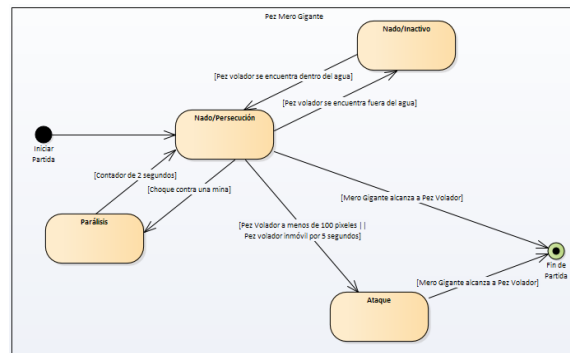 Pez Mero Gigante
Nado/Inactivo
[Pez volador se encuentra dentro del agua]
[Pez volador se encuentra fuera del agua]
Nado/Persecución
Iniciar
Partida
[Contador de 2 segundos]
[Choque contra una mina]
[Mero Gigante alcanza a Pez Volador]
Parálisis
[Pez Volador a menos de 100 pixeles ||
Pez volador inmóvil por 5 segundos]
Fin de
Partida
[Mero Gigante alcanza a Pez Volador]
Ataque